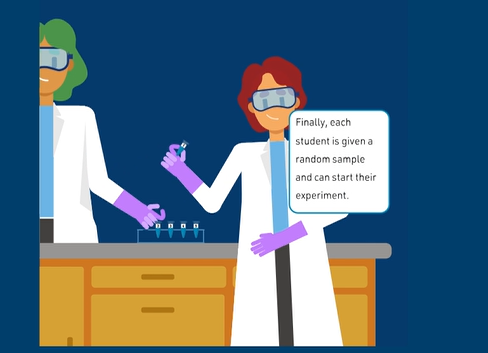 Finally, each
student is given a
random sample
and can start their
experiment.